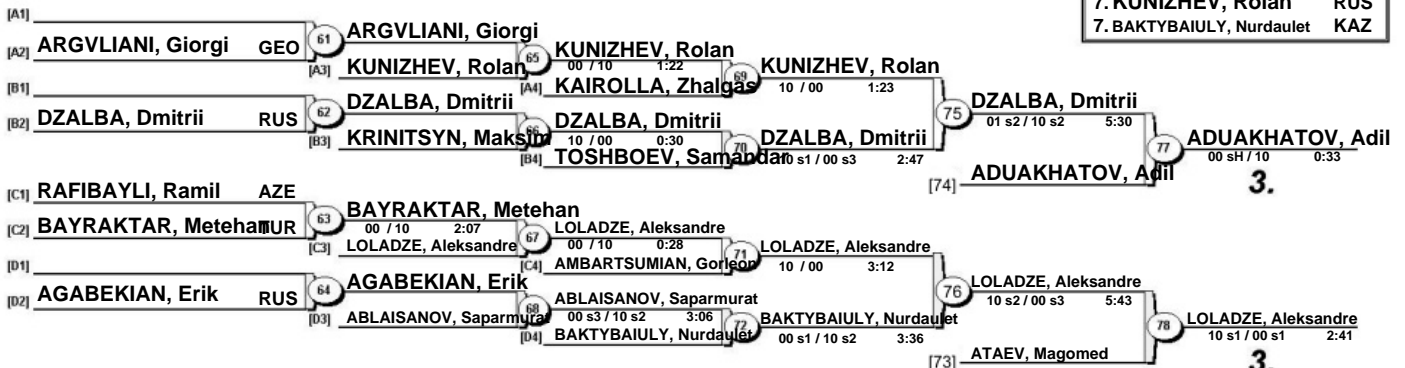 7. KUNIZHEV, Rolan RUS
7. BAKTYBAIULY, Nurdaulet KAZ
[A1]
[A2] ARGVLIANI, Giorgi GEO
61
ARGVLIANI, Giorgi
[A3] KUNIZHEV, Rolan
65
KUNIZHEV, Rolan
00 / 10 1:22
[A4] KAIROLLA, Zhalgas
69
KUNIZHEV, Rolan
10 / 00 1:23
[B1]
[B2] DZALBA, Dmitrii RUS
62
DZALBA, Dmitrii
[B3] KRINITSYN, Maksim
66
DZALBA, Dmitrii
10 / 00 0:30
[B4] TOSHBOEV, Samandar
70
DZALBA, Dmitrii
s1 / 00 s3 2:47
75
DZALBA, Dmitrii
01 s2 / 10 s2 5:30
[74] ADUAKHATOV, Adil
77
ADUAKHATOV, Adil
00 sH / 10 0:33
3.
[C1] RAFIBAYLI, Ramil AZE
[C2] BAYRAKTAR, Metehan TUR
63
BAYRAKTAR, Metehan
00 / 10 2:07
[C3] LOLADZE, Aleksandre
67
LOLADZE, Aleksandre
00 / 10 0:28
[C4] AMBARTSUMIAN, Gorleon
71
LOLADZE, Aleksandre
10 / 00 3:12
[D1]
[D2] AGABEKIAN, Erik RUS
64
AGABEKIAN, Erik
[D3] ABLAISANOV, Saparmurat
68
ABLAISANOV, Saparmurat
00 s3 / 10 s2 3:06
[D4] BAKTYBAIULY, Nurdaulet
72
BAKTYBAIULY, Nurdaulet
00 s1 / 10 s2 3:36
76
LOLADZE, Aleksandre
10 s2 / 00 s3 5:43
[73] ATAEV, Magomed
78
LOLADZE, Aleksandre
10 s1 / 00 s1 2:41
3.